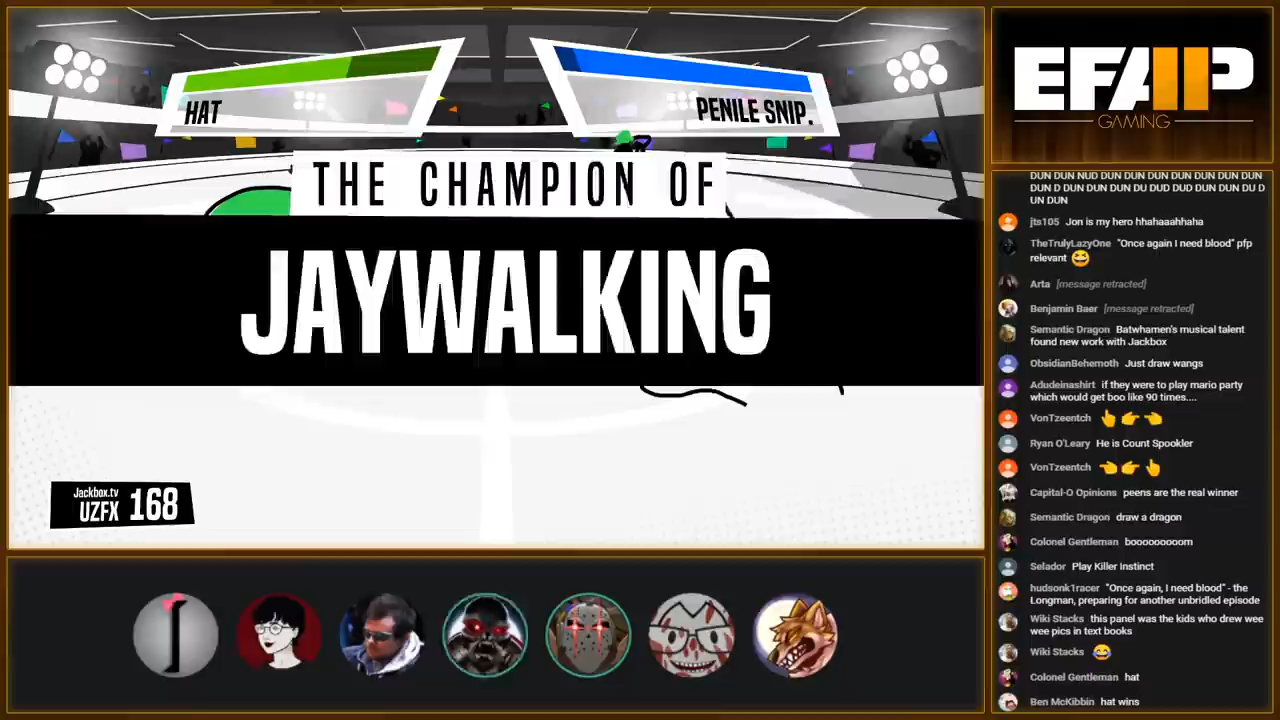 HAT
PENILE SNIP.
THE CHAMPION OF
JAYWALKING
Jackbox.tv
UZFX 168
EFAP
GAMING
DUN DUN NUD DUN DUN DUN DUN DUN DUN DUN
DUN D DUN DUN DUN DU DUD DUD DUN DUN DU D
UN DUN
jts105 Jon is my hero hhahaaahhaha
TheTrulyLazyOne "Once again I need blood" pfp
relevant 😆
Arta [message retracted]
Benjamin Baer [message retracted]
Semantic Dragon Batwhamen's musical talent
found new work with Jackbox
ObsidianBehemoth Just draw wangs
Adudeinashirt if they were to play mario party
which would get boo like 90 times....
VonTzeentch 👆👉👈
Ryan O'Leary He is Count Spookler
VonTzeentch 👈👉👆
Capital-O Opinions peens are the real winner
Semantic Dragon draw a dragon
Colonel Gentleman booooooooom
Selador Play Killer Instinct
hudsonk1racer "Once again, I need blood" - the
Longman, preparing for another unbridled episode
Wiki Stacks this panel was the kids who drew wee
wee pics in text books
Wiki Stacks 😂
Colonel Gentleman hat
Ben McKibbin hat wins